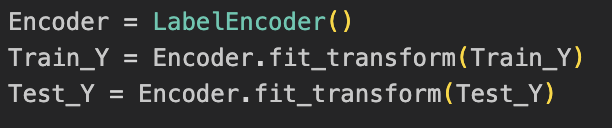 Encoder = LabelEncoder()
Train_Y = Encoder.fit_transform(Train_Y)
Test_Y = Encoder.fit_transform(Test_Y)